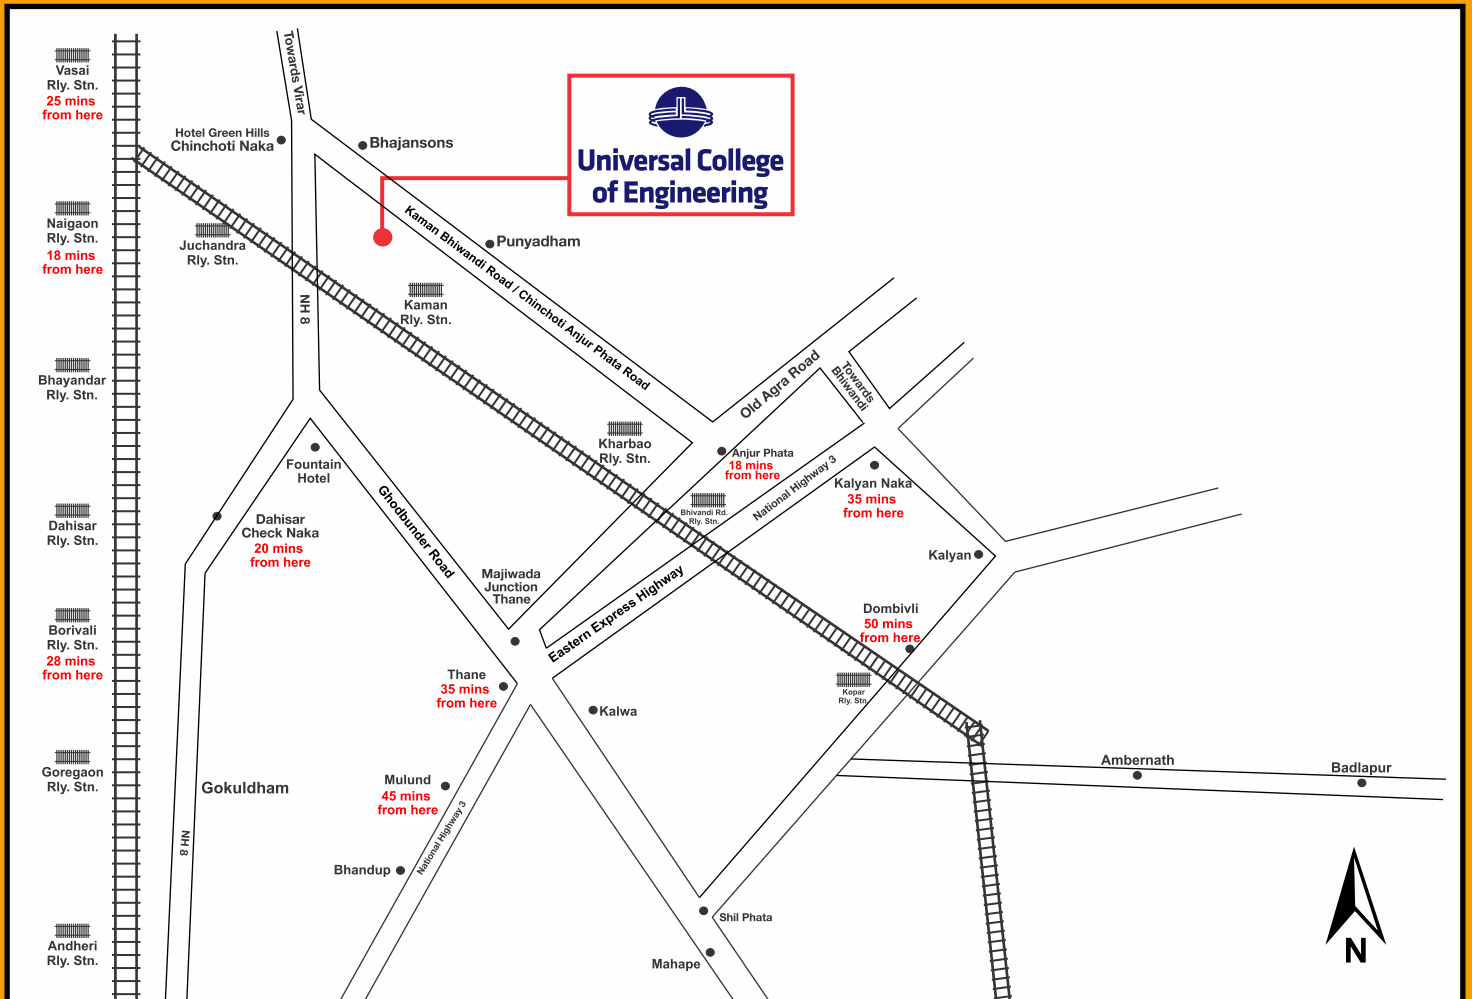 Towards Virar
Vasai
Rly. Stn.
25 mins
from here
Hotel Green Hills
Chinchoti Naka
Bhajansons
Universal College
of Engineering
Naigaon
Rly. Stn.
18 mins
from here
Juchandra
Rly. Stn.
Kaman Bhiwandi Road / Chinchoti Anjur Phata Road
Punyadham
Kaman
Rly. Stn.
NH 8
Bhayandar
Rly. Stn.
Old Agra Road
Towards
Bhiwandi
Kharbao
Rly. Stn.
Anjur Phata
18 mins
from here
Fountain
Hotel
National Highway 3
Kalyan Naka
35 mins
from here
Bhivandi Rd.
Rly. Stn.
Dahisar
Rly. Stn.
Dahisar
Check Naka
20 mins
from here
Ghodbunder Road
Kalyan
Majiwada
Junction
Thane
Eastern Express Highway
Dombivli
50 mins
from here
Borivali
Rly. Stn.
28 mins
from here
Thane
35 mins
from here
Kopar
Rly. Stn.
Kalwa
Goregaon
Rly. Stn.
Gokuldham
Mulund
45 mins
from here
Ambernath
Badlapur
NH 8
National Highway 3
Bhandup
Shil Phata
Andheri
Rly. Stn.
Mahape
N